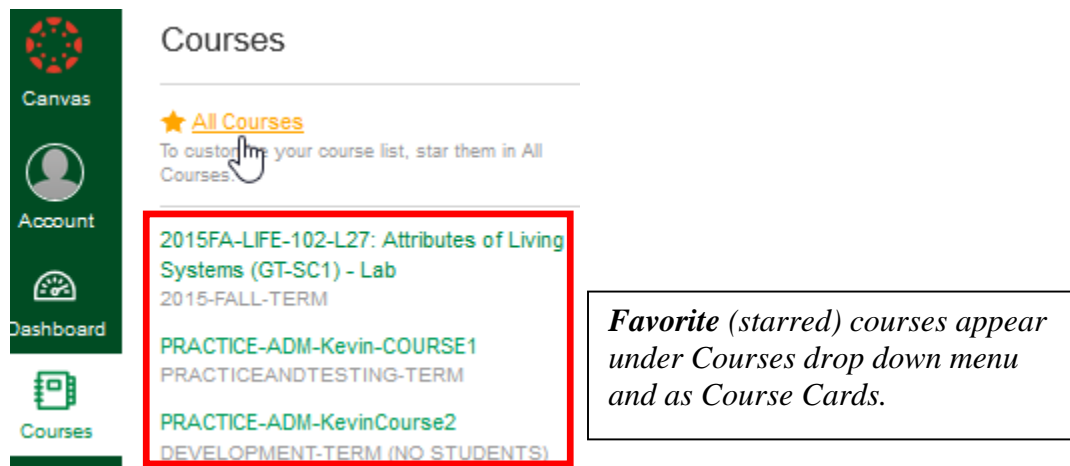 Canvas
Account
Dashboard
Courses
Courses
All Courses
To customize your course list, star them in All
Courses.
2015FA-LIFE-102-L27: Attributes of Living
Systems (GT-SC1) - Lab
2015-FALL-TERM
PRACTICE-ADM-Kevin-COURSE1
PRACTICEANDTESTING-TERM
PRACTICE-ADM-KevinCourse2
DEVELOPMENT-TERM (NO STUDENTS)
Favorite (starred) courses appear
under Courses drop down menu
and as Course Cards.